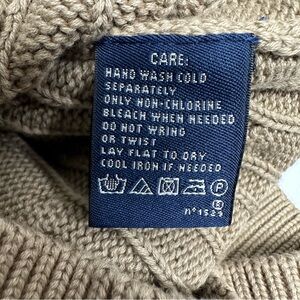 CARE:
HAND WASH COLD
SEPARATELY
ONLY NON-CHLORINE
BLEACH WHEN NEEDED
DO NOT WRING
OR TWIST
LAY FLAT TO DRY
COOL IRON IF NEEDED
P